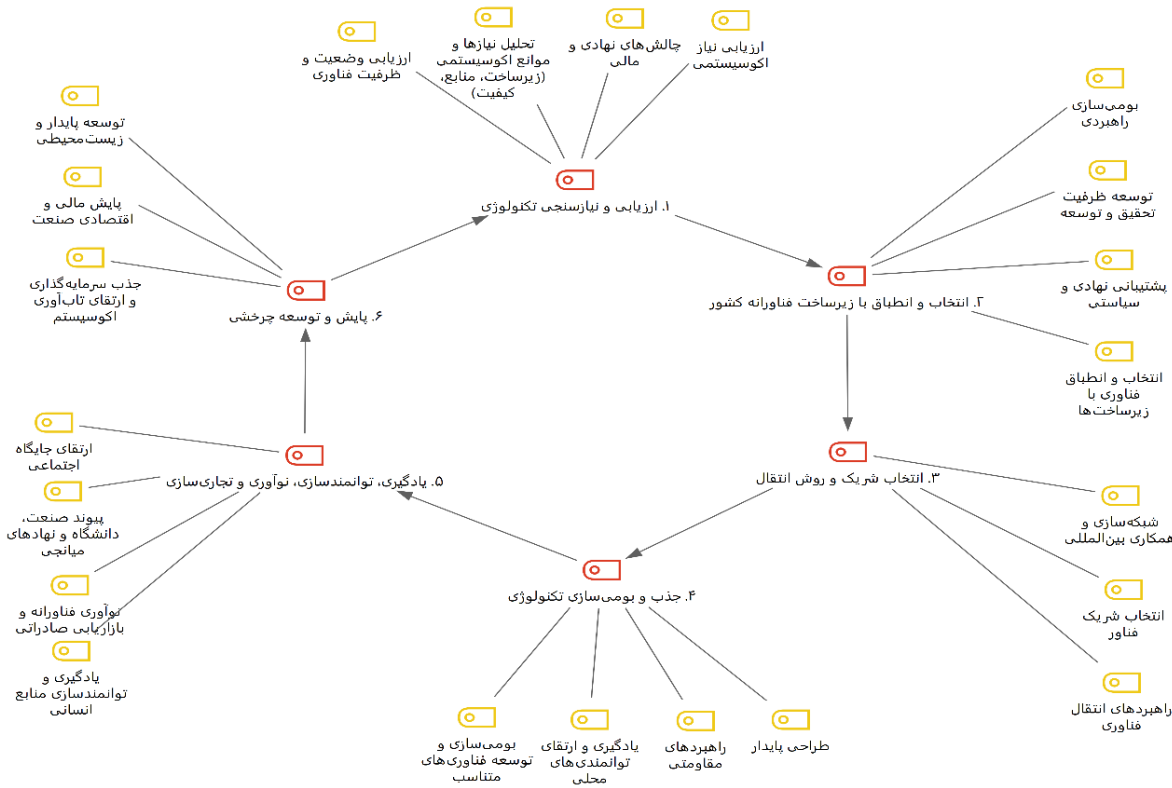 ارزیابی وضعیت و
ظرفیت فناوری
تحلیل نیازها و
موانع اکوسیستمی
(زیرساخت، منابع،
کیفیت)
چالش‌های نهادی و
مالی
ارزیابی نیاز
اکوسیستمی
۱. ارزیابی و نیازسنجی تکنولوژی
بومی‌سازی
راهبردی
توسعه ظرفیت
تحقیق و توسعه
پشتیبانی نهادی و
سیاستی
انتخاب و انطباق
فناوری با
زیرساخت‌ها
۲. انتخاب و انطباق با زیرساخت فناورانه کشور
۳. انتخاب شریک و روش انتقال
شبکه‌سازی و
همکاری بین‌المللی
انتخاب شریک
فناور
راهبردهای انتقال
فناوری
۴. جذب و بومی‌سازی تکنولوژی
طراحی پایدار
راهبردهای
مقاومتی
یادگیری و ارتقای
توانمندی‌های
محلی
بومی‌سازی و
توسعه فناوری‌های
متناسب
۵. یادگیری، توانمندسازی، نوآوری و تجاری‌سازی
ارتقای جایگاه
اجتماعی
پیوند صنعت،
دانشگاه و نهادهای
میانجی
نوآوری فناورانه و
بازاریابی صادراتی
یادگیری و
توانمندسازی منابع
انسانی
۶. پایش و توسعه چرخشی
توسعه پایدار و
زیست‌محیطی
پایش مالی و
اقتصادی صنعت
جذب سرمایه‌گذاری
و ارتقای تاب‌آوری
اکوسیستم